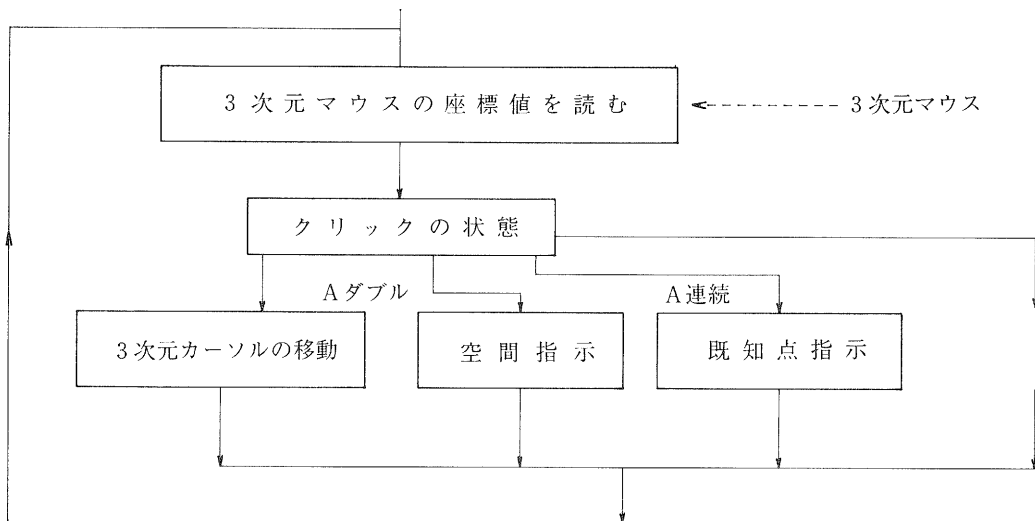 3次元マウスの座標値を読む
3次元マウス
クリックの状態
Aダブル
A連続
3次元カーソルの移動
空間指示
既知点指示